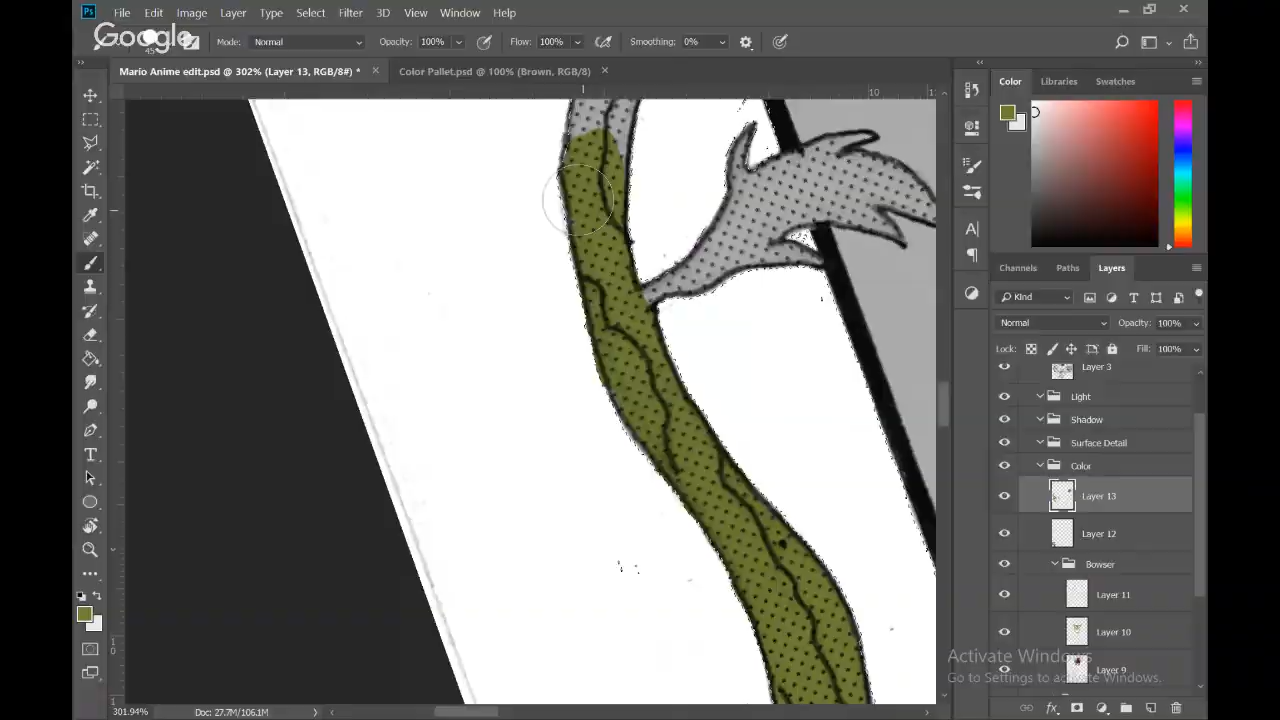 Ps File Edit Image Layer Type Select Filter 3D View Window Help
Google
45 Mode: Normal Opacity: 100% Flow: 100% Smoothing: 0%
Mario Anime edit.psd @ 302% (Layer 13, RGB/8#) * × Color Pallet.psd @ 100% (Brown, RGB/8) ×
Color Libraries Swatches
10
Channels Paths Layers
Kind
Normal Opacity: 100%
Lock: Fill: 100%
Layer 3
Light
Shadow
Surface Detail
Color
Layer 13
Layer 12
Bowser
Layer 11
Layer 10
Layer 9
Activate Windows
Go to Settings to activate Windows.
301.94% Doc: 27.7M/106.1M